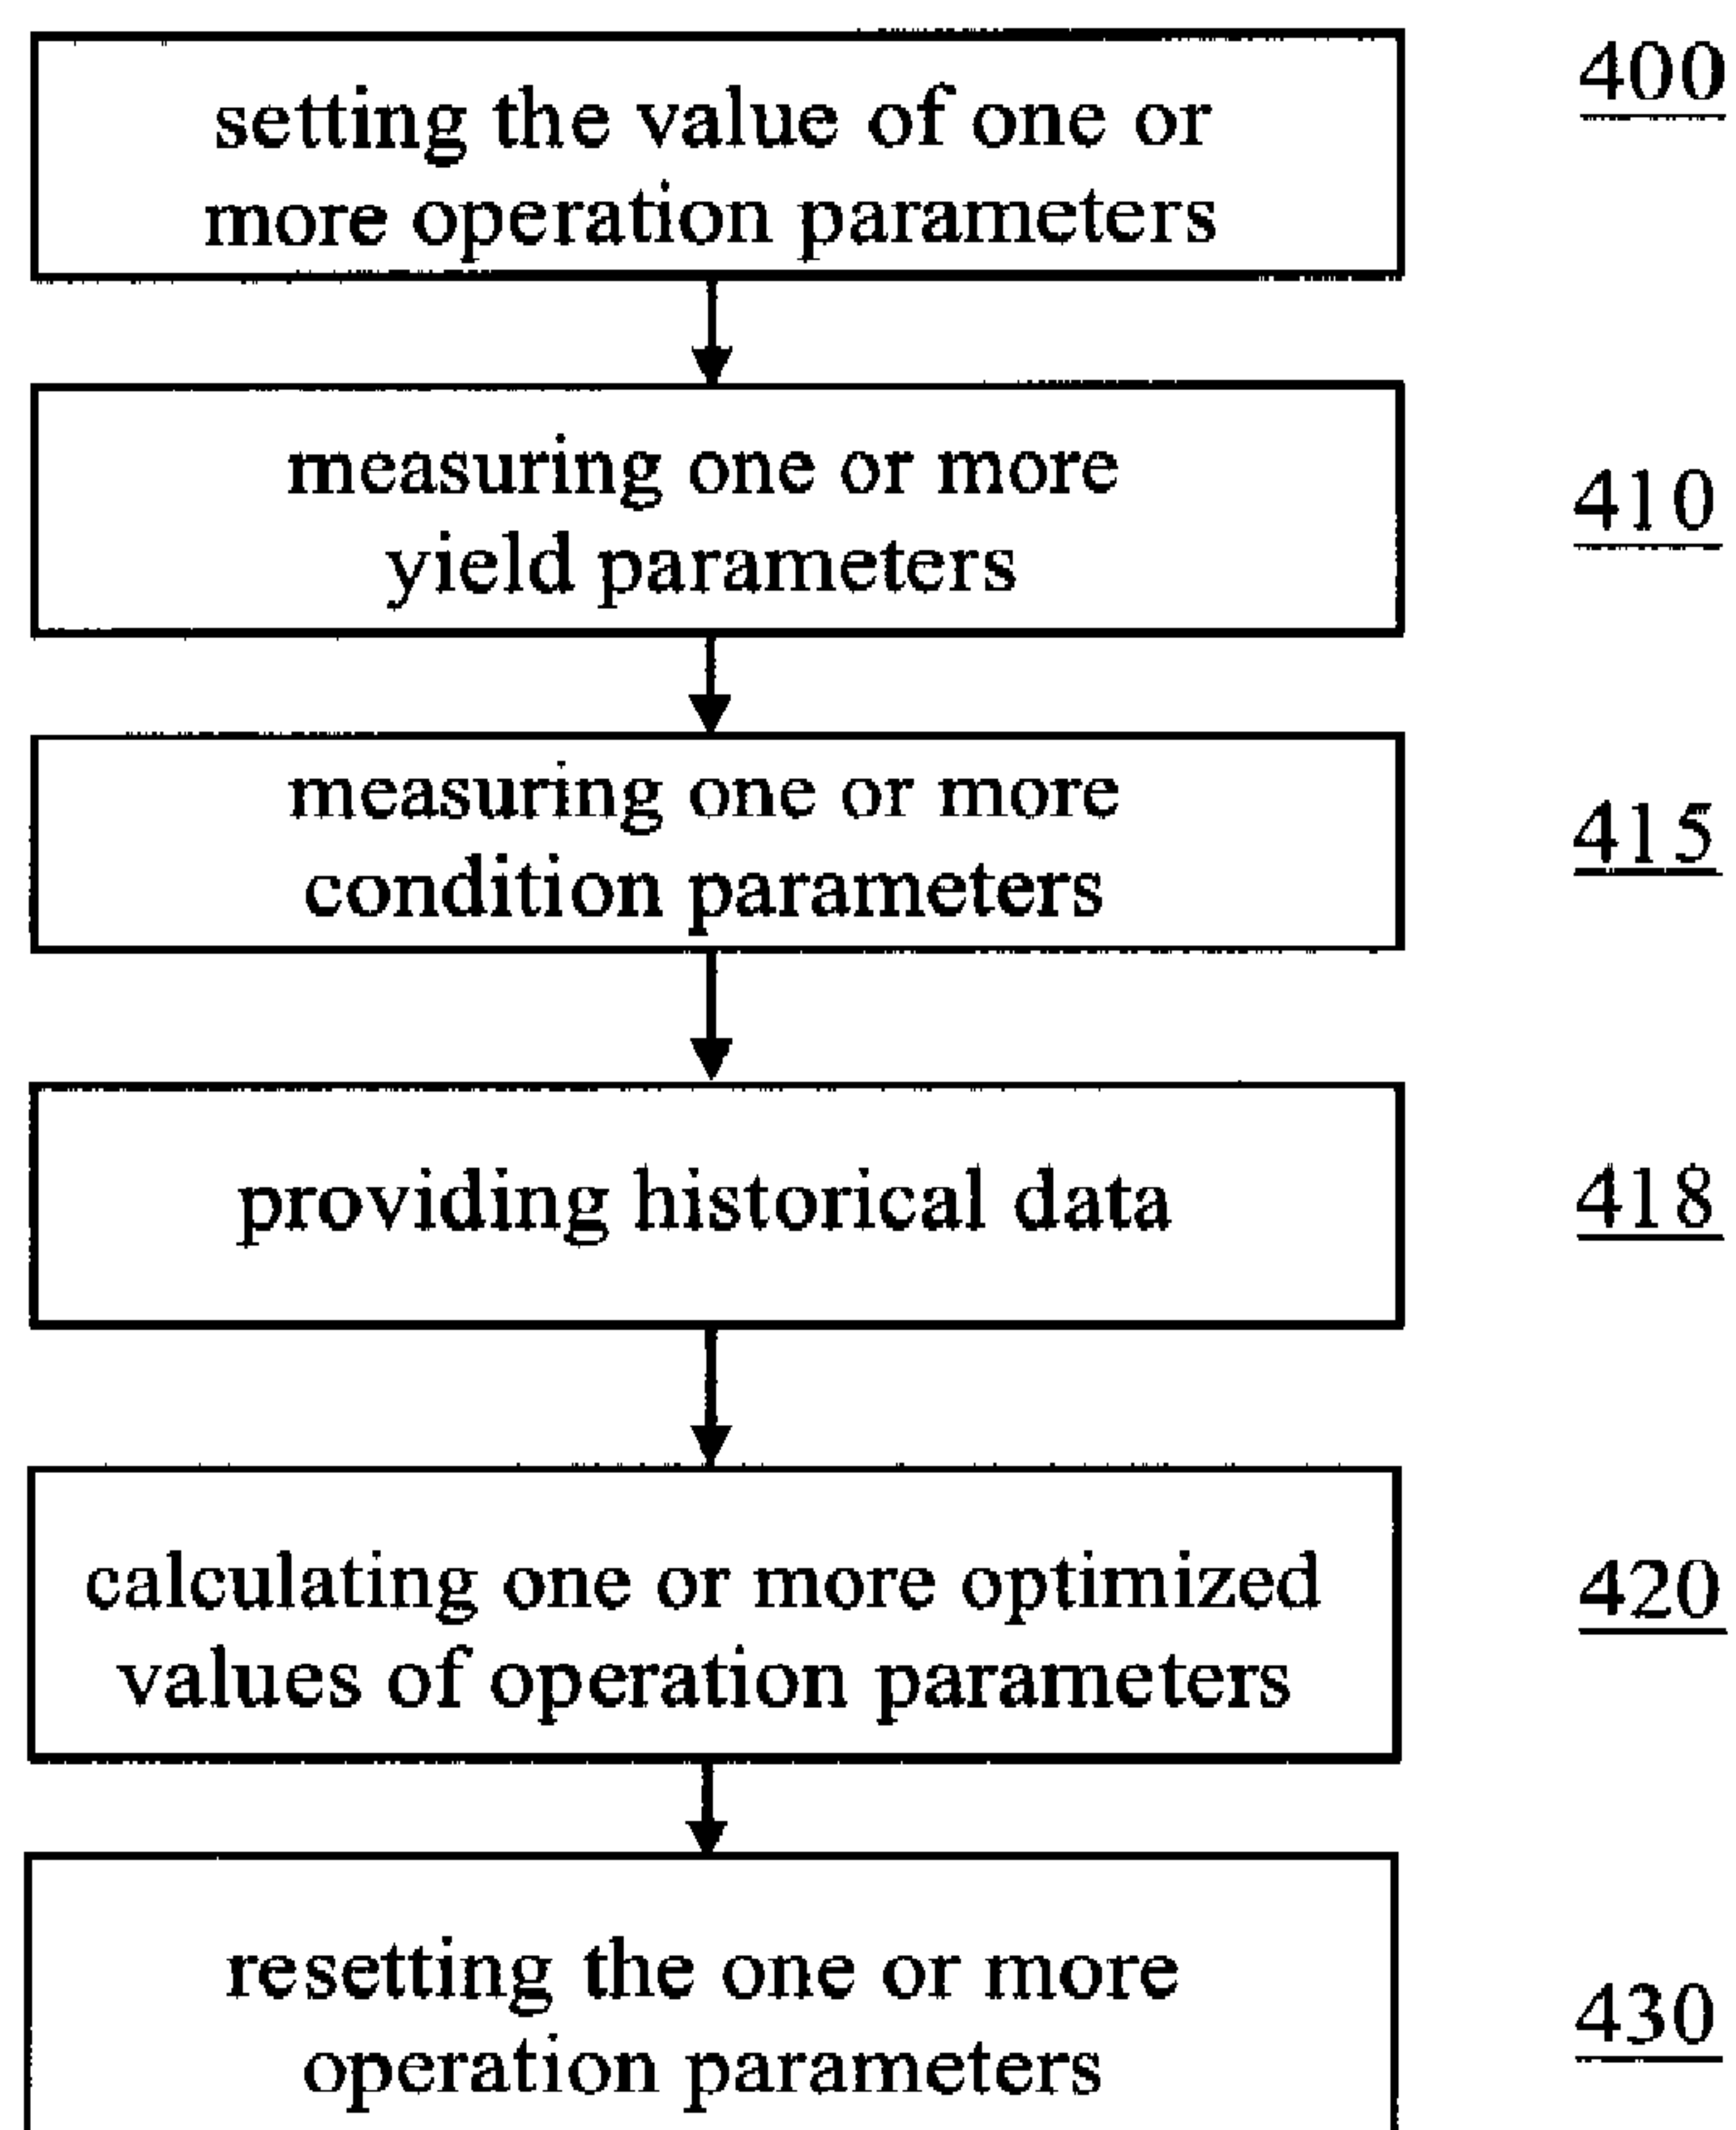 setting the value of one or
more operation parameters
400
measuring one or more
yield parameters
410
measuring one or more
condition parameters
415
providing historical data
418
calculating one or more optimized
values of operation parameters
420
resetting the one or more
operation parameters
430